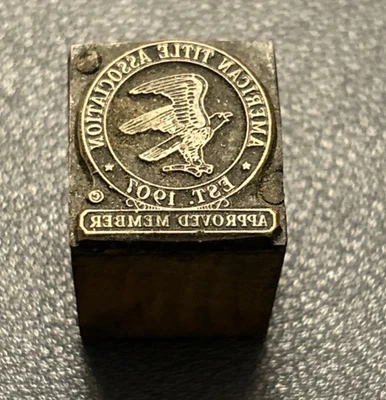 AMERICAN TITLE ASSOCIATION
EST. 1907
®
APPROVED MEMBER